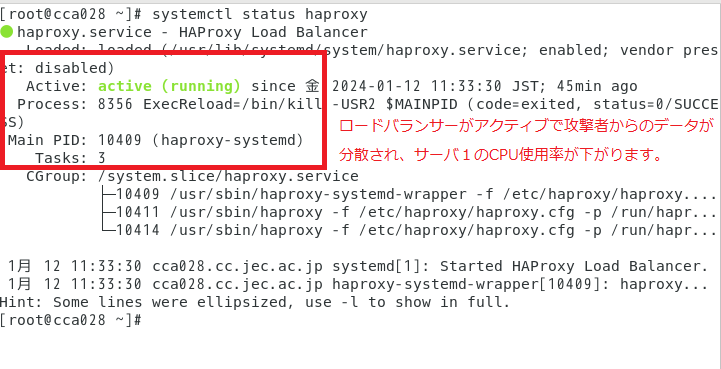 [root@cca028 ~]# systemctl status haproxy
haproxy.service - HAProxy Load Balancer
Loaded: loaded (/usr/lib/systemd/system/haproxy.service; enabled; vendor pres
et: disabled)
Active: active (running) since 金 2024-01-12 11:33:30 JST; 45min ago
Process: 8356 ExecReload=/bin/kill -USR2 $MAINPID (code=exited, status=0/SUCCE
SS)
Main PID: 10409 (haproxy-systemd)
Tasks: 3
ロードバランサーがアクティブで攻撃者からのデータが
分散され、サーバ１のCPU使用率が下がります。
CGroup: /system.slice/haproxy.service
├─10409 /usr/sbin/haproxy-systemd-wrapper -f /etc/haproxy/haproxy....
├─10411 /usr/sbin/haproxy -f /etc/haproxy/haproxy.cfg -p /run/hapr...
└─10414 /usr/sbin/haproxy -f /etc/haproxy/haproxy.cfg -p /run/hapr...
1月 12 11:33:30 cca028.cc.jec.ac.jp systemd[1]: Started HAProxy Load Balancer.
1月 12 11:33:30 cca028.cc.jec.ac.jp haproxy-systemd-wrapper[10409]: haproxy...
Hint: Some lines were ellipsized, use -l to show in full.
[root@cca028 ~]#